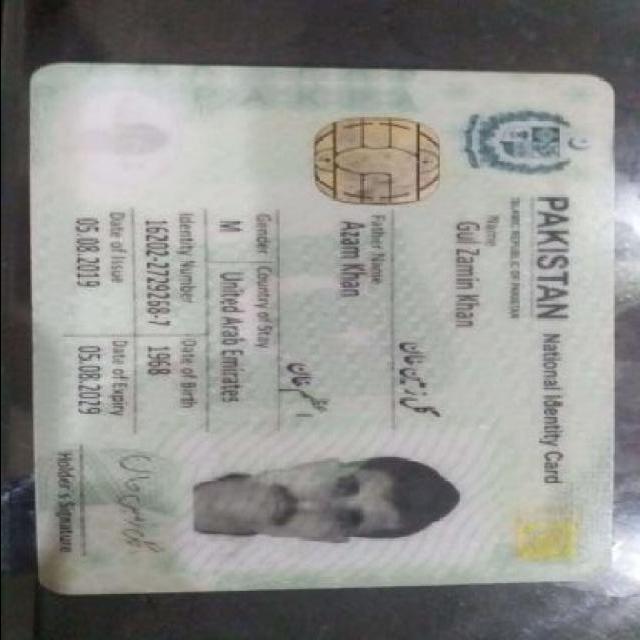 PAKISTAN National Identity Card
ISLAMIC REPUBLIC OF PAKISTAN
Name
Gul Zamin Khan
گل زمین خان
Father Name
Azam Khan
اعظم خان
Gender Country of Stay
M United Arab Emirates
Identity Number Date of Birth
16202-2779268-7 1968
Date of Issue Date of Expiry
05.08.2019 05.08.2029
Holder's Signature